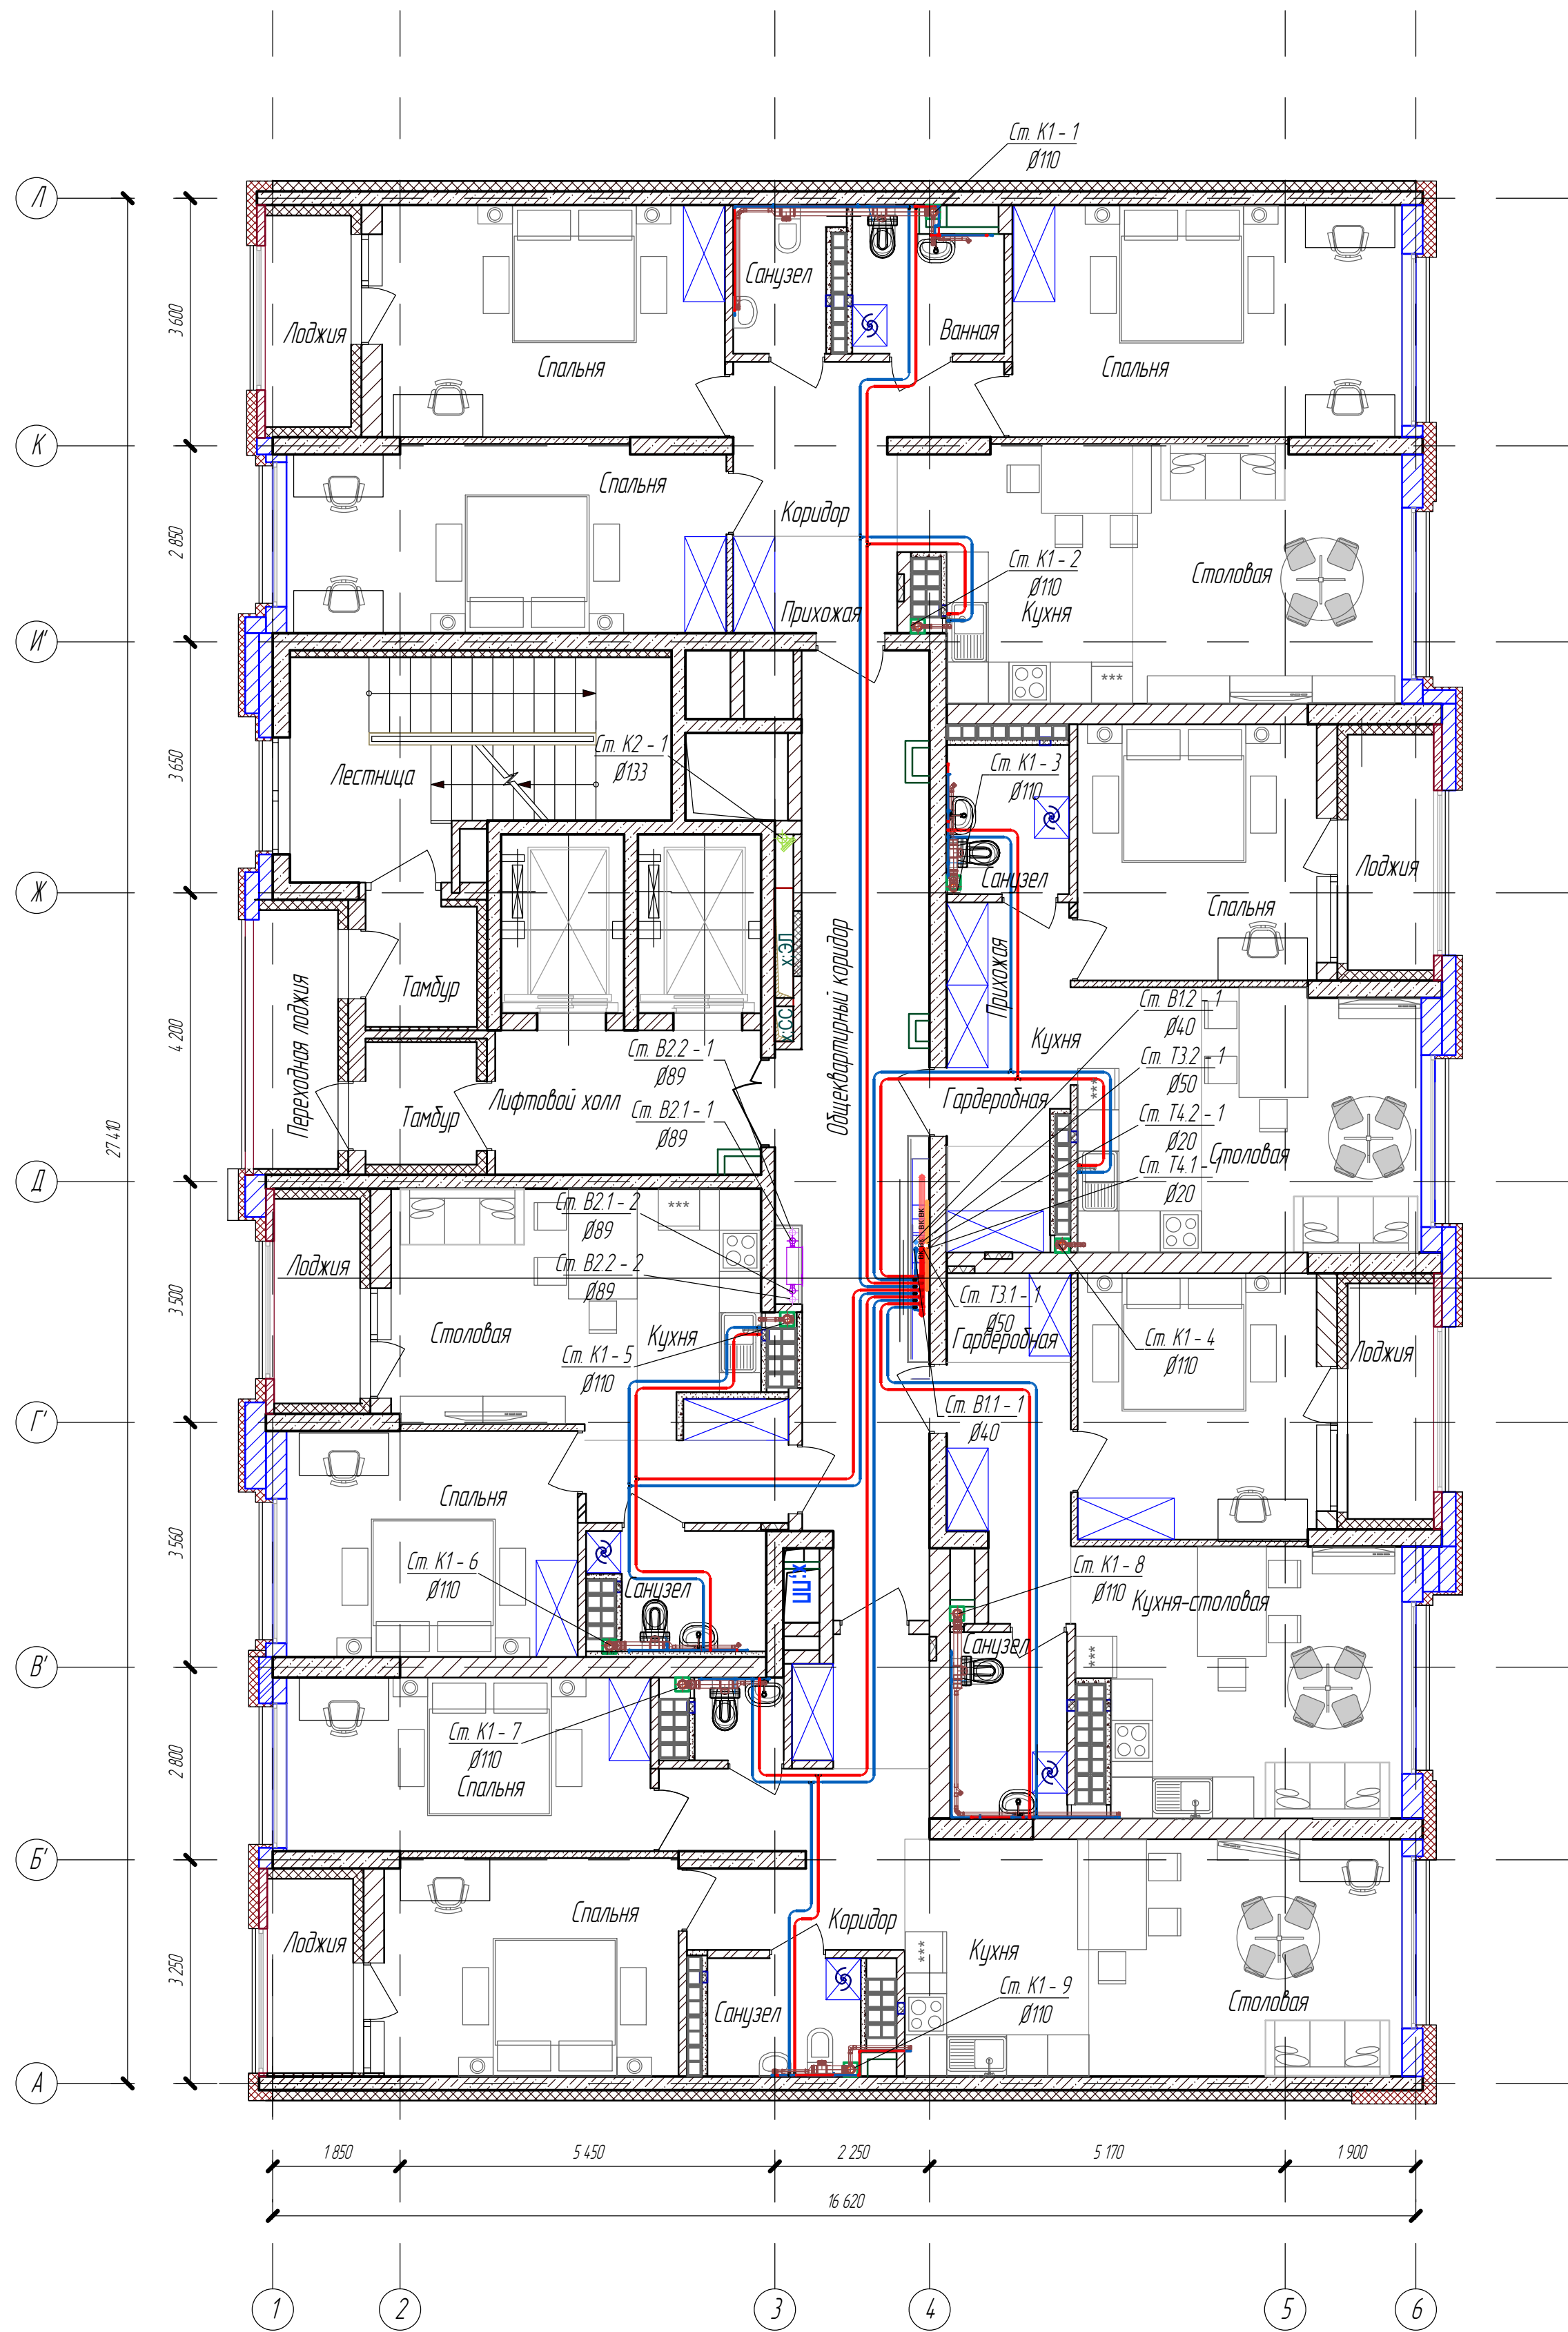 Ст. К1 - 1
Ø110
Л
3 600
Лоджия
Спальня
Санузел
Ванная
Спальня
К
2 850
Спальня
Коридор
Прихожая
Ст. К1 - 2
Ø110
Кухня
Столовая
***
И'
3 650
Лестница
Ст. К2 - 1
Ø133
Ст. К1 - 3
Ø110
Санузел
Лоджия
Спальня
Ж
4 200
27 410
Переходная лоджия
Тамбур
Тамбур
Лифтовой холл
х:ЭЛ
х:СС
Общеквартирный коридор
Прихожая
Кухня
Гардеробная
***
Ст. В1.2 - 1
Ø40
Ст. Т3.2 - 1
Ø50
Ст. Т4.2 - 1
Ø20
Ст. Т4.1 - 1
Ø20
Столовая
Ст. В2.2 - 1
Ø89
Ст. В2.1 - 1
Ø89
Д
3 500
Ст. В2.1 - 2
Ø89
Ст. В2.2 - 2
Ø89
***
Лоджия
Столовая
Кухня
Ст. К1 - 5
Ø110
ВК
ВК
ВК
Ст. Т3.1 - 1
Ø50
Гардеробная
Ст. К1 - 4
Ø110
Лоджия
Ст. В1.1 - 1
Ø40
Г'
3 560
Спальня
Ст. К1 - 6
Ø110
Санузел
х:ПП
Ст. К1 - 8
Ø110
Кухня-столовая
Санузел
***
В'
2 800
Ст. К1 - 7
Ø110
Спальня
Б'
3 250
Лоджия
Спальня
Коридор
Санузел
***
Кухня
Ст. К1 - 9
Ø110
Столовая
А
1 850
5 450
2 250
5 170
1 900
16 620
1
2
3
4
5
6